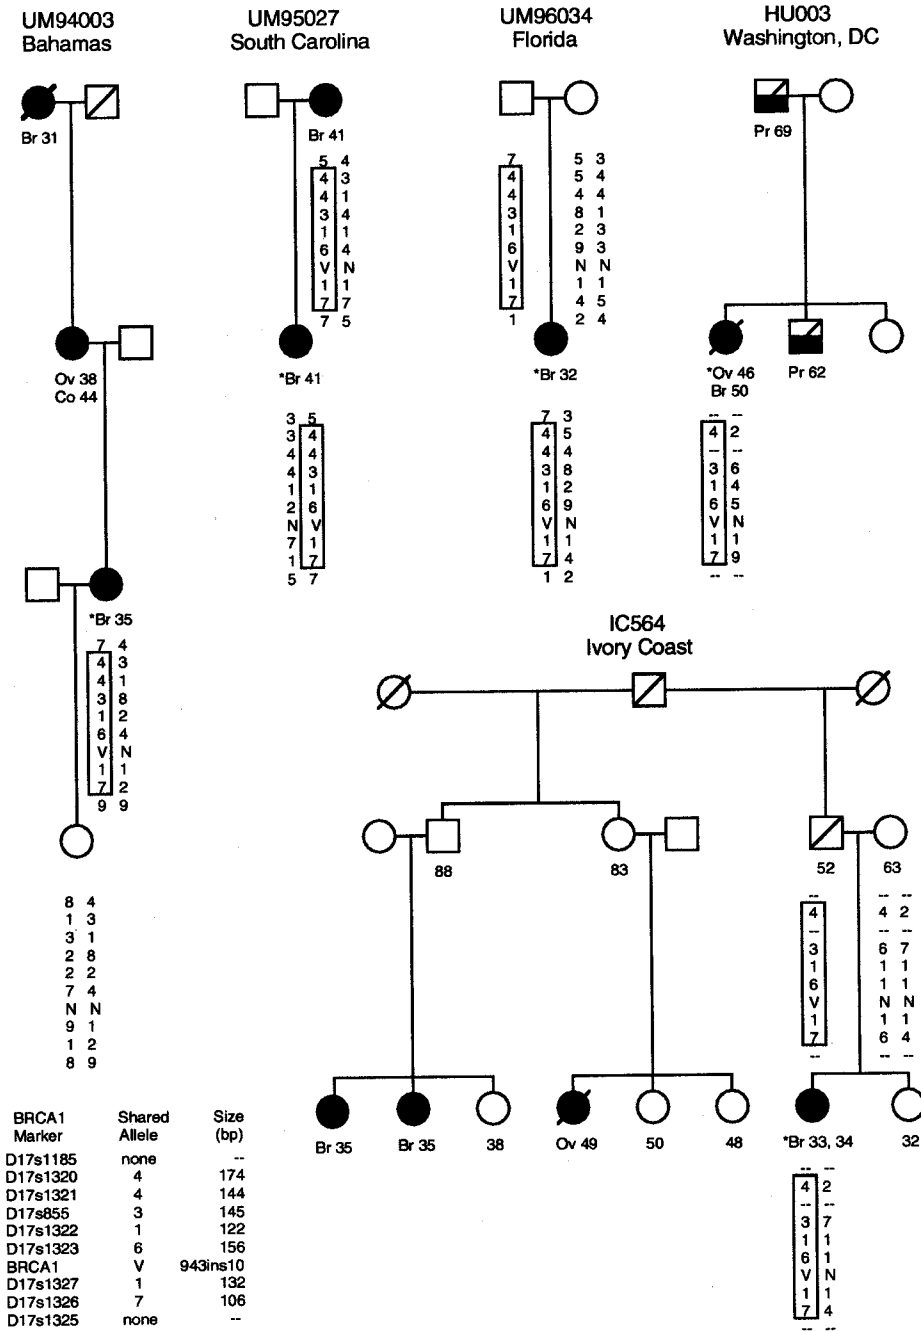 UM94003
Bahamas
UM95027
South Carolina
UM96034
Florida
HU003
Washington, DC
Br 31
Br 41
5 4
4 3
4 1
3 4
1 1
6 4
V N
1 1
7 7
7 5
7
4
4
3
1
6
V
1
7
1
5 3
5 4
4 4
8 1
2 3
9 3
N N
1 1
4 5
2 4
Pr 69
Ov 38
Co 44
*Br 41
3 5
3 4
4 4
4 3
1 1
2 6
N V
7 1
1 7
5 7
*Br 32
7 3
4 5
4 4
3 8
1 2
6 9
V N
1 1
7 4
1 2
*Ov 46
Br 50
Pr 62
-- --
4 2
-- --
3 6
1 4
6 5
V N
1 1
7 9
-- --
*Br 35
7 4
4 3
4 1
3 8
1 2
6 4
V N
1 1
7 2
9 9
8 4
1 3
3 1
2 8
2 2
7 4
N N
9 1
1 2
8 9
IC564
Ivory Coast
88
83
52
63
--
4
--
3
1
6
V
1
7
--
-- --
4 2
-- --
6 7
1 1
1 1
N N
1 1
6 4
-- --
Br 35
Br 35
38
Ov 49
50
48
*Br 33, 34
32
-- --
4 2
-- --
3 7
1 1
6 1
V N
1 1
7 4
-- --
BRCA1 Shared Size
Marker Allele (bp)
D17s1185 none --
D17s1320 4 174
D17s1321 4 144
D17s855 3 145
D17s1322 1 122
D17s1323 6 156
BRCA1 V 943ins10
D17s1327 1 132
D17s1326 7 106
D17s1325 none --